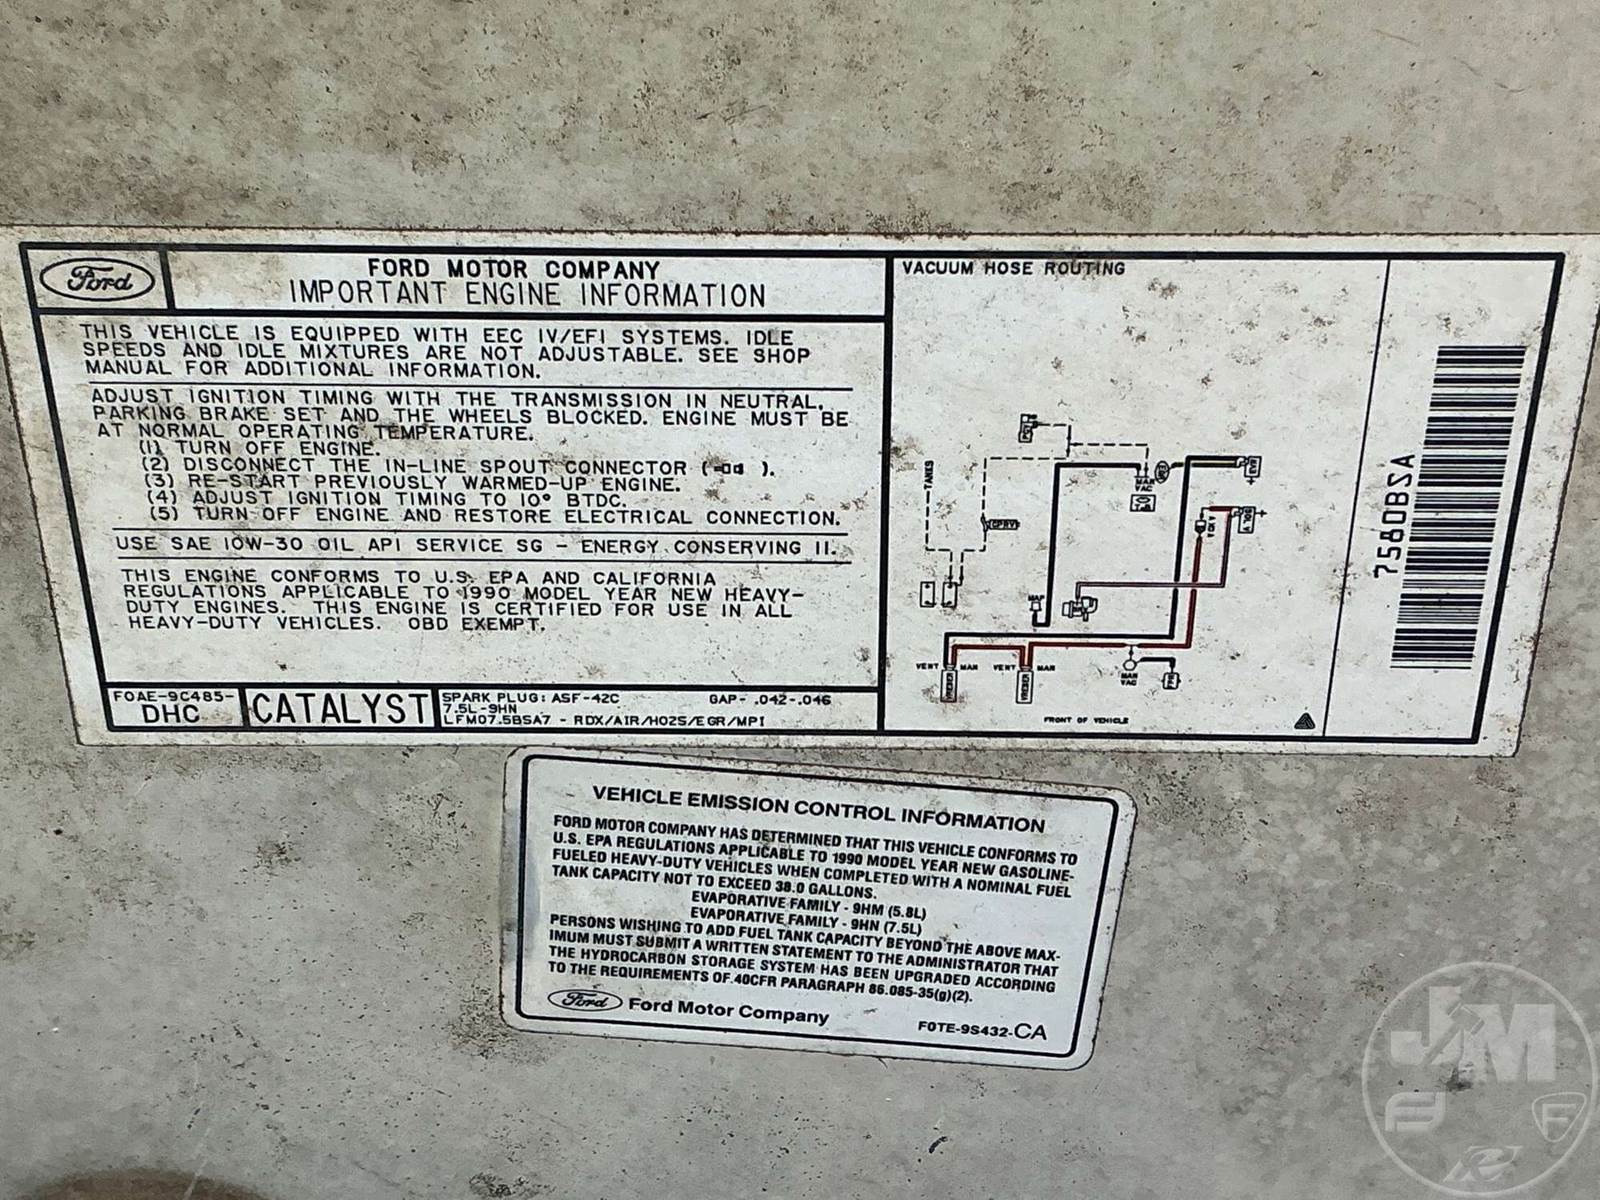 Ford
FORD MOTOR COMPANY
IMPORTANT ENGINE INFORMATION
THIS VEHICLE IS EQUIPPED WITH EEC IV/EFI SYSTEMS. IDLE
SPEEDS AND IDLE MIXTURES ARE NOT ADJUSTABLE. SEE SHOP
MANUAL FOR ADDITIONAL INFORMATION.
ADJUST IGNITION TIMING WITH THE TRANSMISSION IN NEUTRAL,
PARKING BRAKE SET AND THE WHEELS BLOCKED. ENGINE MUST BE
AT NORMAL OPERATING TEMPERATURE.
(1) TURN OFF ENGINE.
(2) DISCONNECT THE IN-LINE SPOUT CONNECTOR ( ).
(3) RE-START PREVIOUSLY WARMED-UP ENGINE.
(4) ADJUST IGNITION TIMING TO 10° BTDC.
(5) TURN OFF ENGINE AND RESTORE ELECTRICAL CONNECTION.
USE SAE 10W-30 OIL API SERVICE SG - ENERGY CONSERVING II.
THIS ENGINE CONFORMS TO U.S. EPA AND CALIFORNIA
REGULATIONS APPLICABLE TO 1990 MODEL YEAR NEW HEAVY-
DUTY ENGINES. THIS ENGINE IS CERTIFIED FOR USE IN ALL
HEAVY-DUTY VEHICLES. OBD EXEMPT.
F0AE-9C485-
DHC
CATALYST
SPARK PLUG: ASF-42C GAP- .042-.046
7.5L-9HN
LFM07.5BSA7 - RDX/AIR/HO2S/EGR/MPI
VACUUM HOSE ROUTING
TANKS
MAN
VAC
MAP
VENT MAN VENT MAN
MAN
VAC
FRONT OF VEHICLE
7580BSA
VEHICLE EMISSION CONTROL INFORMATION
FORD MOTOR COMPANY HAS DETERMINED THAT THIS VEHICLE CONFORMS TO
U.S. EPA REGULATIONS APPLICABLE TO 1990 MODEL YEAR NEW GASOLINE-
FUELED HEAVY-DUTY VEHICLES WHEN COMPLETED WITH A NOMINAL FUEL
TANK CAPACITY NOT TO EXCEED 38.0 GALLONS.
EVAPORATIVE FAMILY - 9HM (5.8L)
EVAPORATIVE FAMILY - 9HN (7.5L)
PERSONS WISHING TO ADD FUEL TANK CAPACITY BEYOND THE ABOVE MAX-
IMUM MUST SUBMIT A WRITTEN STATEMENT TO THE ADMINISTRATOR THAT
THE HYDROCARBON STORAGE SYSTEM HAS BEEN UPGRADED ACCORDING
TO THE REQUIREMENTS OF 40CFR PARAGRAPH 86.085-35(g)(2).
Ford Ford Motor Company
F0TE-9S432-CA
JM